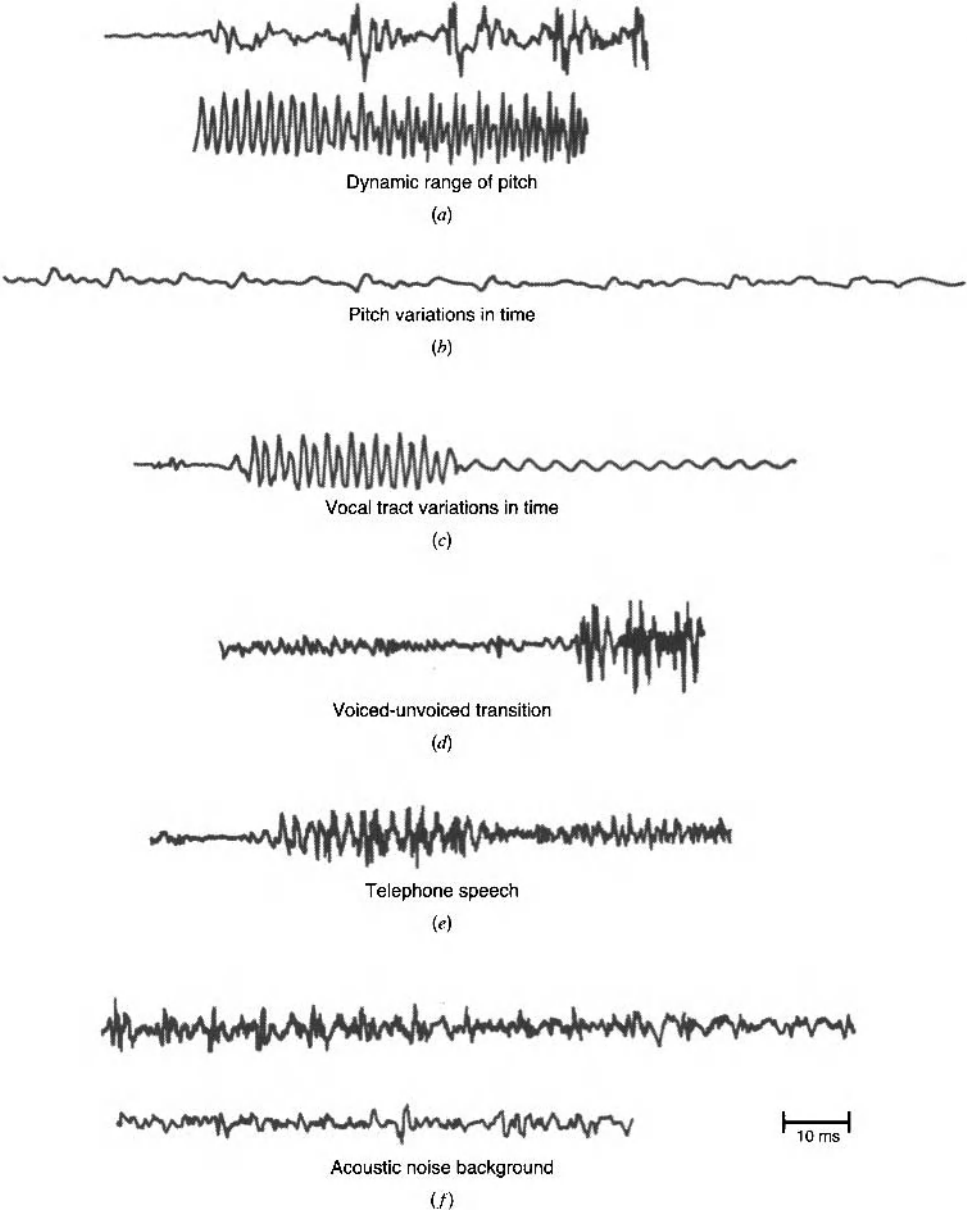 Dynamic range of pitch
(a)
Pitch variations in time
(b)
Vocal tract variations in time
(c)
Voiced-unvoiced transition
(d)
Telephone speech
(e)
10 ms
Acoustic noise background
(f)